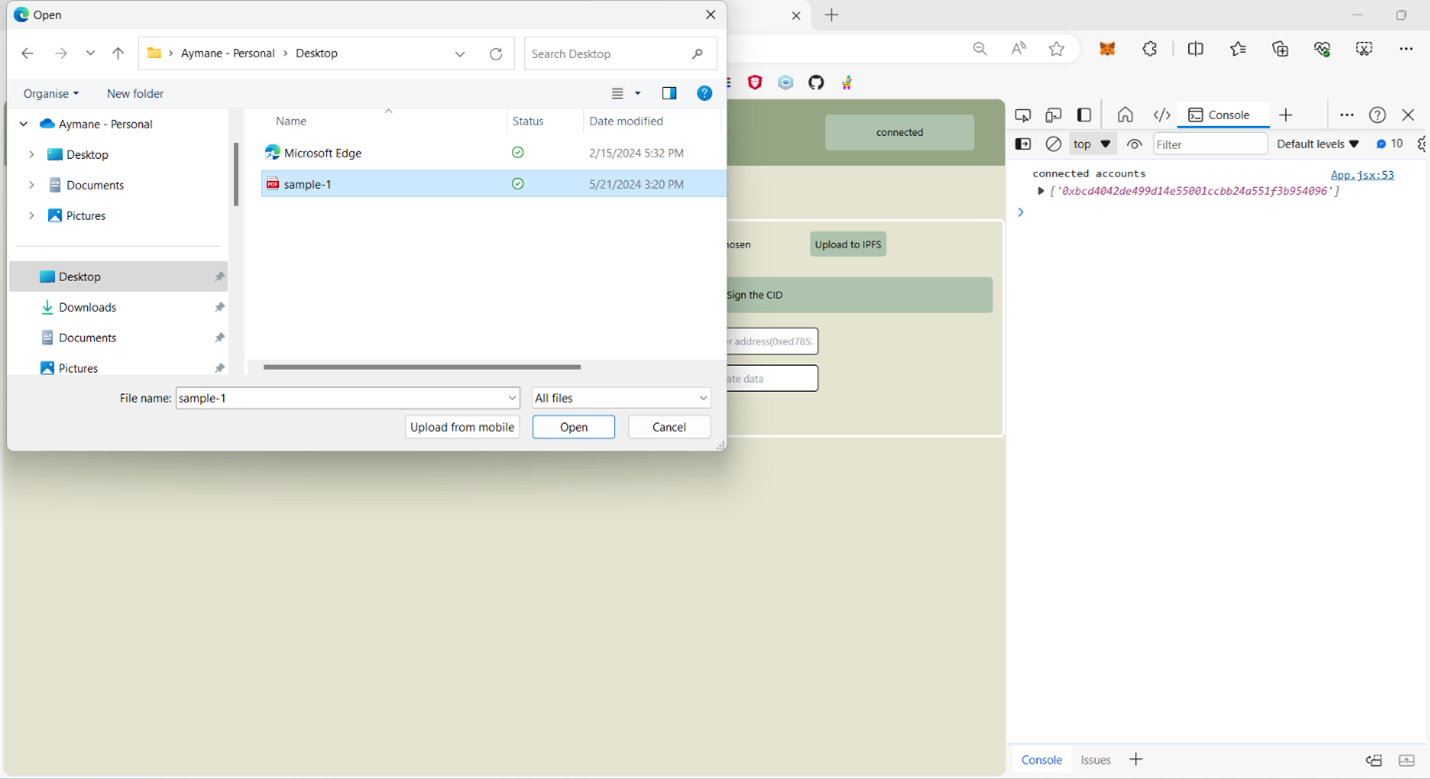 Open
Aymane - Personal > Desktop
Search Desktop
Organise
New folder
Aymane - Personal
Desktop
Documents
Pictures
Desktop
Downloads
Documents
Pictures
Name
Status
Date modified
Microsoft Edge
2/15/2024 5:32 PM
PDF
sample-1
5/21/2024 3:20 PM
File name:
sample-1
All files
Upload from mobile
Open
Cancel
connected
hosen
Upload to IPFS
Sign the CID
er address(0xed785
ate data
Console
top
Filter
Default levels
10
connected accounts
App.jsx:53
['0xbcd4042de499d14e55001ccbb24a551f3b954096']
Console
Issues